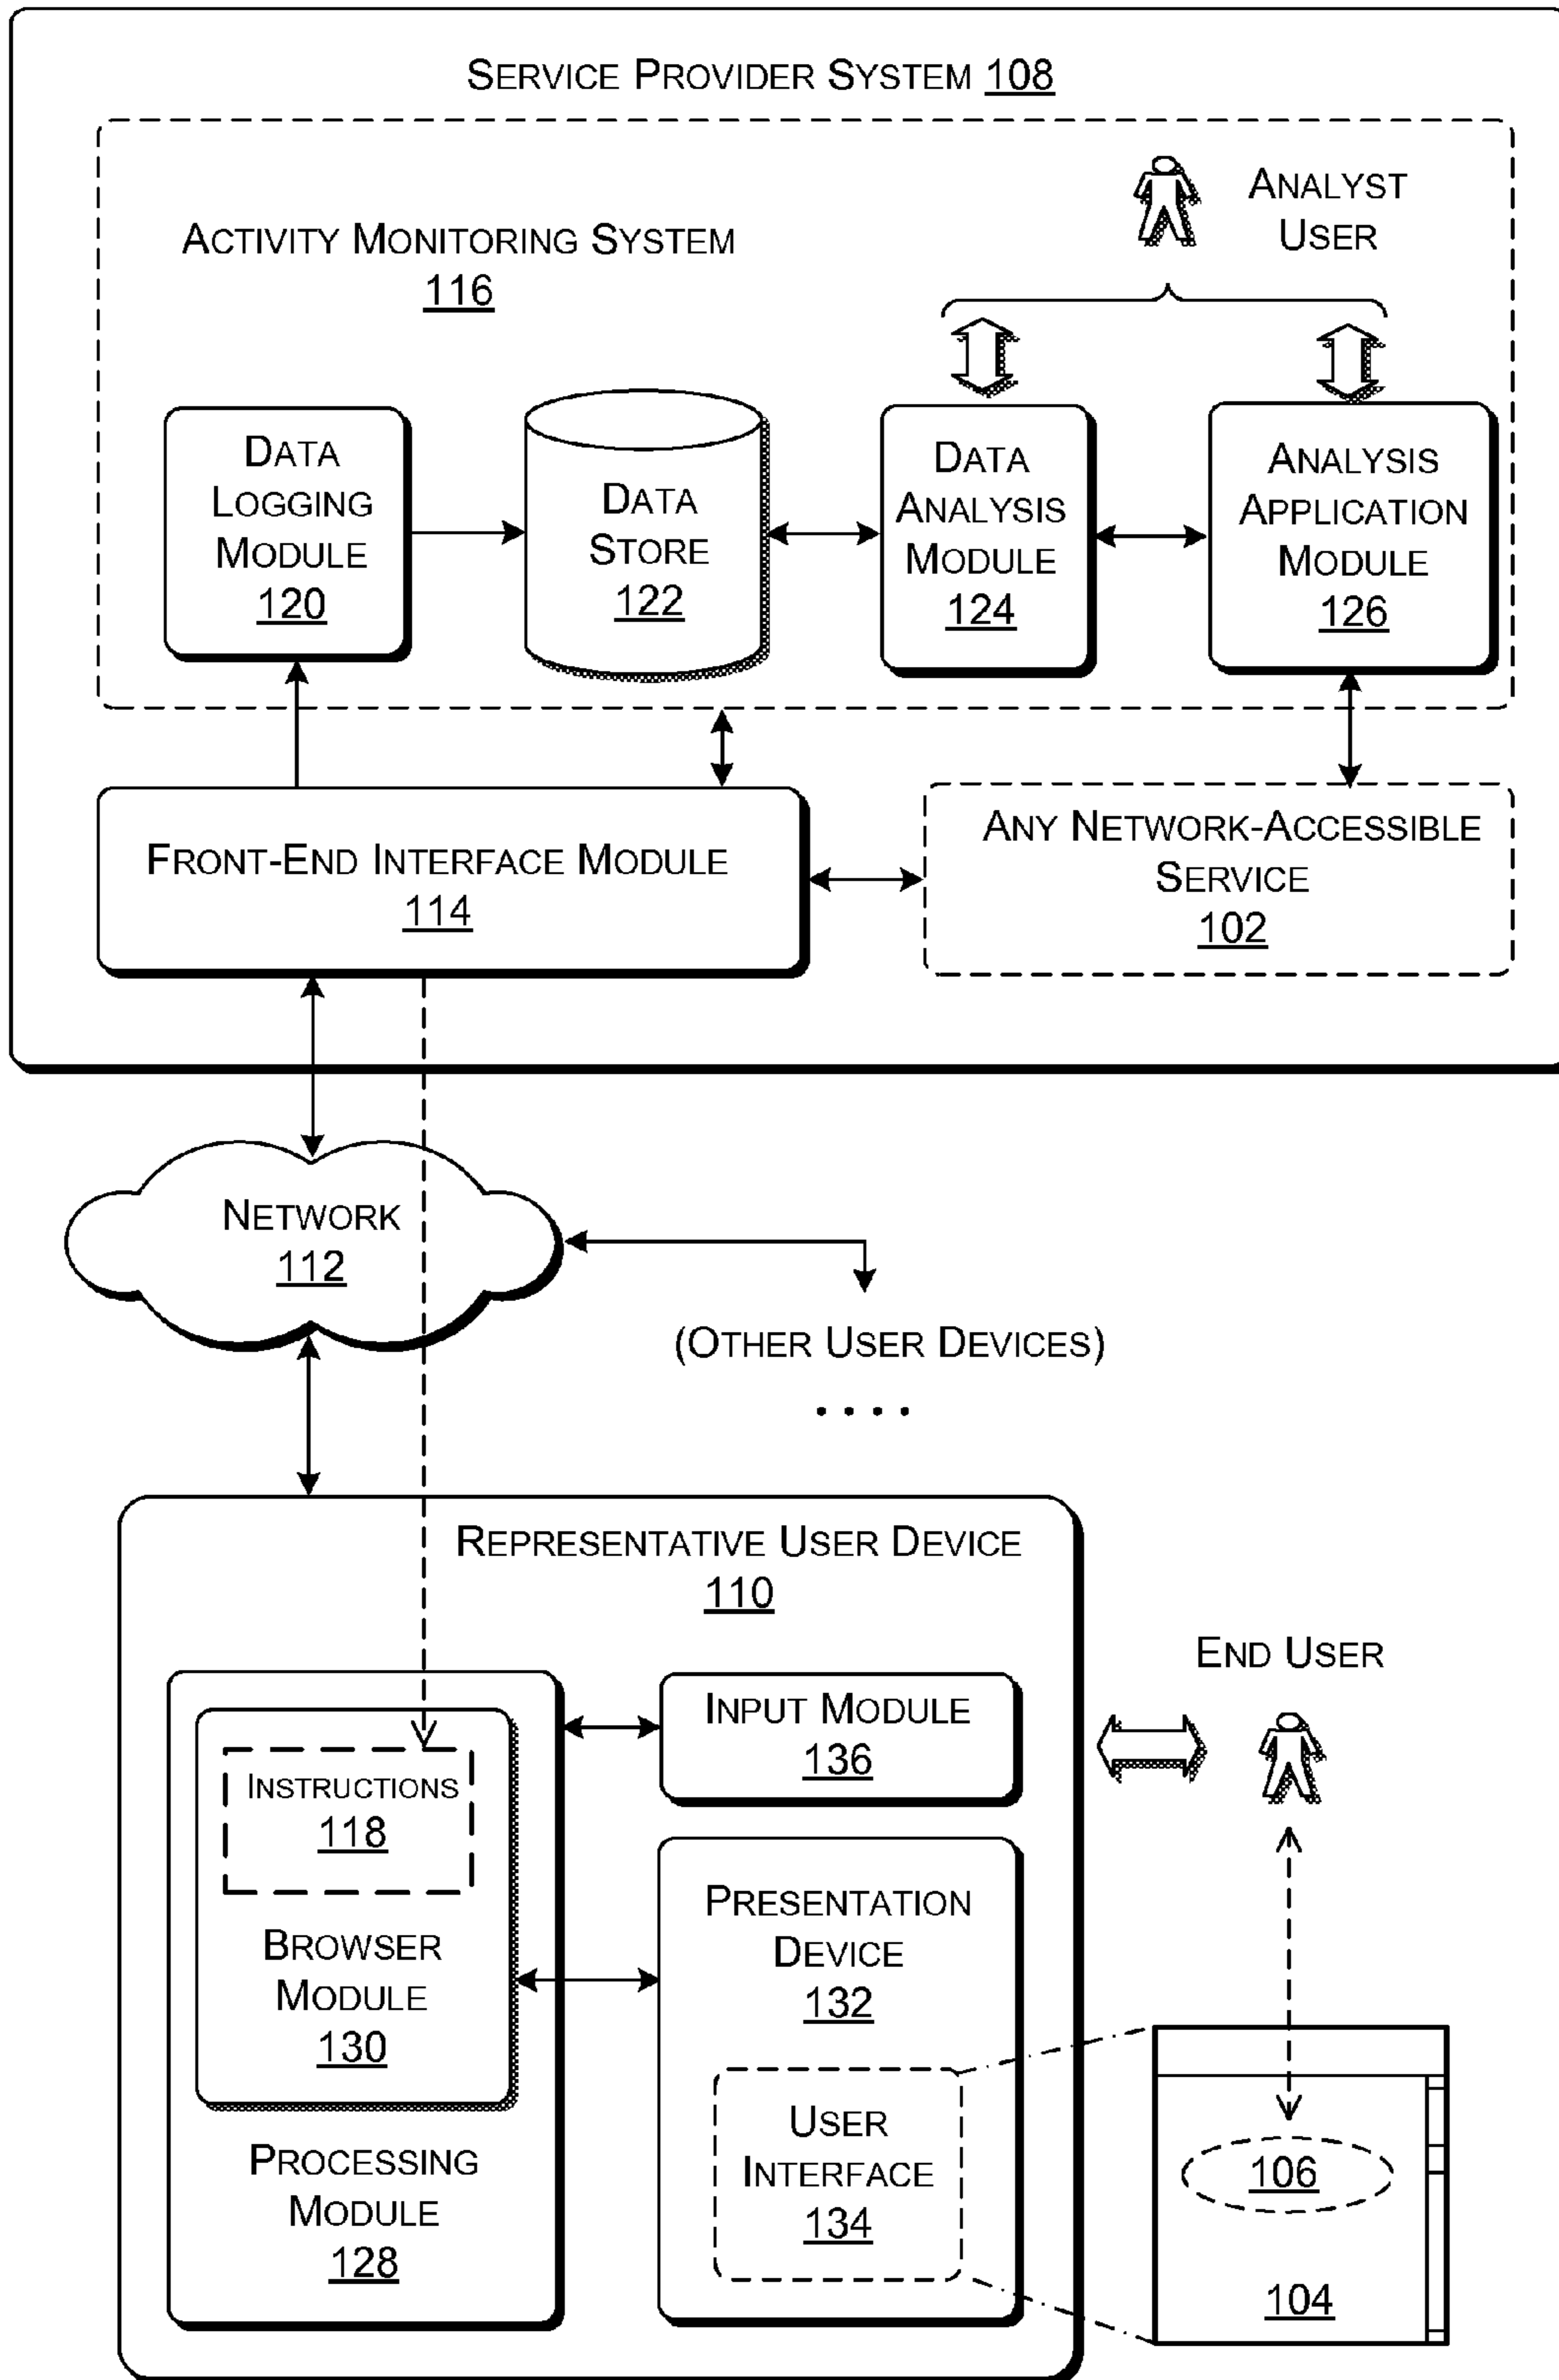 SERVICE PROVIDER SYSTEM 108
ACTIVITY MONITORING SYSTEM
116
ANALYST
USER
DATA
LOGGING
MODULE
120
DATA
STORE
122
DATA
ANALYSIS
MODULE
124
ANALYSIS
APPLICATION
MODULE
126
FRONT-END INTERFACE MODULE
114
ANY NETWORK-ACCESSIBLE
SERVICE
102
NETWORK
112
(OTHER USER DEVICES)
....
REPRESENTATIVE USER DEVICE
110
INSTRUCTIONS
118
BROWSER
MODULE
130
PROCESSING
MODULE
128
INPUT MODULE
136
PRESENTATION
DEVICE
132
USER
INTERFACE
134
END USER
106
104